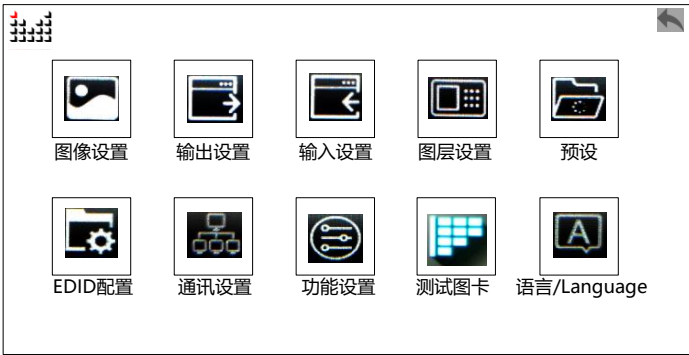 图像设置
输出设置
输入设置
图层设置
预设
EDID配置
通讯设置
功能设置
测试图卡
语言/Language
A